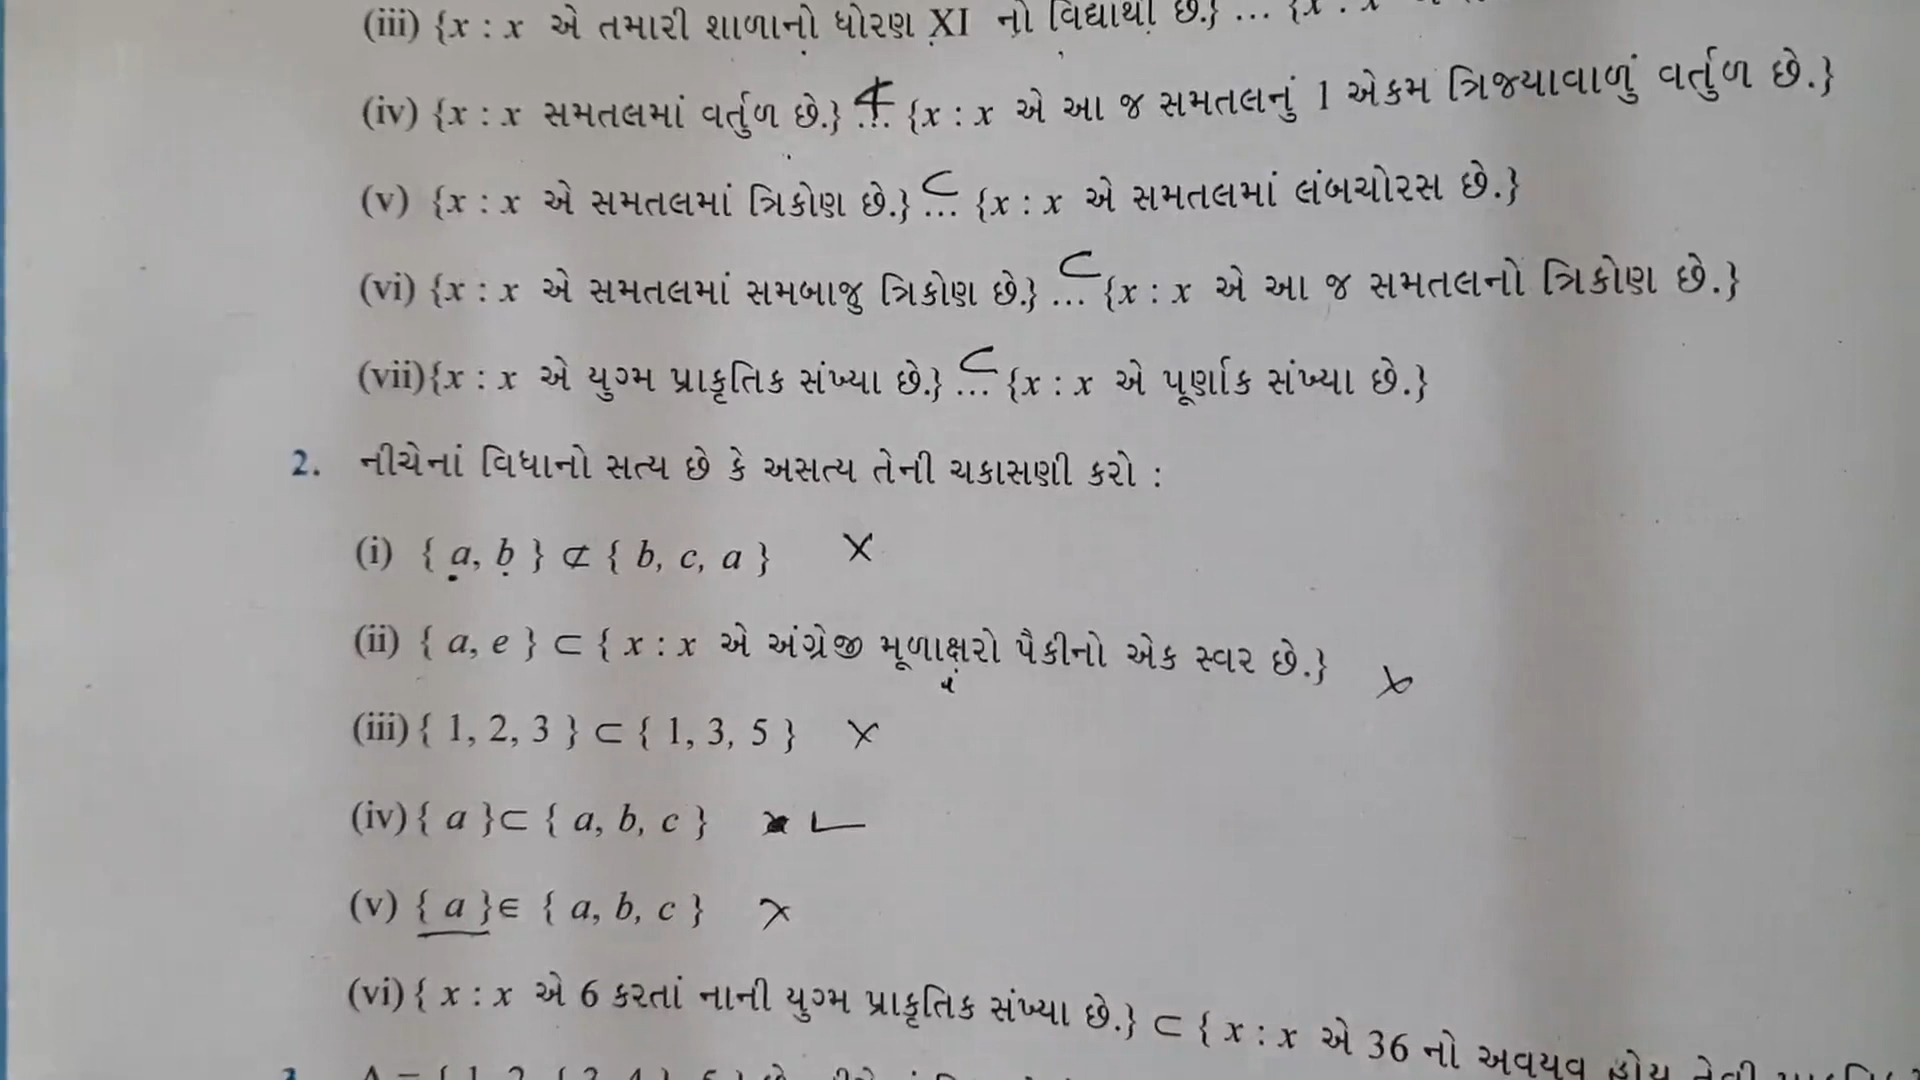 (iii) {x : x એ તમારી શાળાનો ધોરણ XI નો વિદ્યાર્થી છે.} ... {x : x
(iv) {x : x સમતલમાં વર્તુળ છે.} ⊄ ... {x : x એ આ જ સમતલનું 1 એકમ ત્રિજ્યાવાળું વર્તુળ છે.}
(v) {x : x એ સમતલમાં ત્રિકોણ છે.} ⊂ ... {x : x એ સમતલમાં લંબચોરસ છે.}
(vi) {x : x એ સમતલમાં સમબાજુ ત્રિકોણ છે.} ⊂ ... {x : x એ આ જ સમતલનો ત્રિકોણ છે.}
(vii) {x : x એ યુગ્મ પ્રાકૃતિક સંખ્યા છે.} ⊂ ... {x : x એ પૂર્ણાંક સંખ્યા છે.}
2. નીચેનાં વિધાનો સત્ય છે કે અસત્ય તેની ચકાસણી કરો :
(i) { a, b } ⊄ { b, c, a } ×
(ii) { a, e } ⊂ { x : x એ અંગ્રેજી મૂળાક્ષરો પૈકીનો એક સ્વર છે.} ×
(iii) { 1, 2, 3 } ⊂ { 1, 3, 5 } ×
(iv) { a } ⊂ { a, b, c } ✓
(v) { a } ∈ { a, b, c } ×
(vi) { x : x એ 6 કરતાં નાની યુગ્મ પ્રાકૃતિક સંખ્યા છે.} ⊂ { x : x એ 36 નો અવયવ હોય તેવી